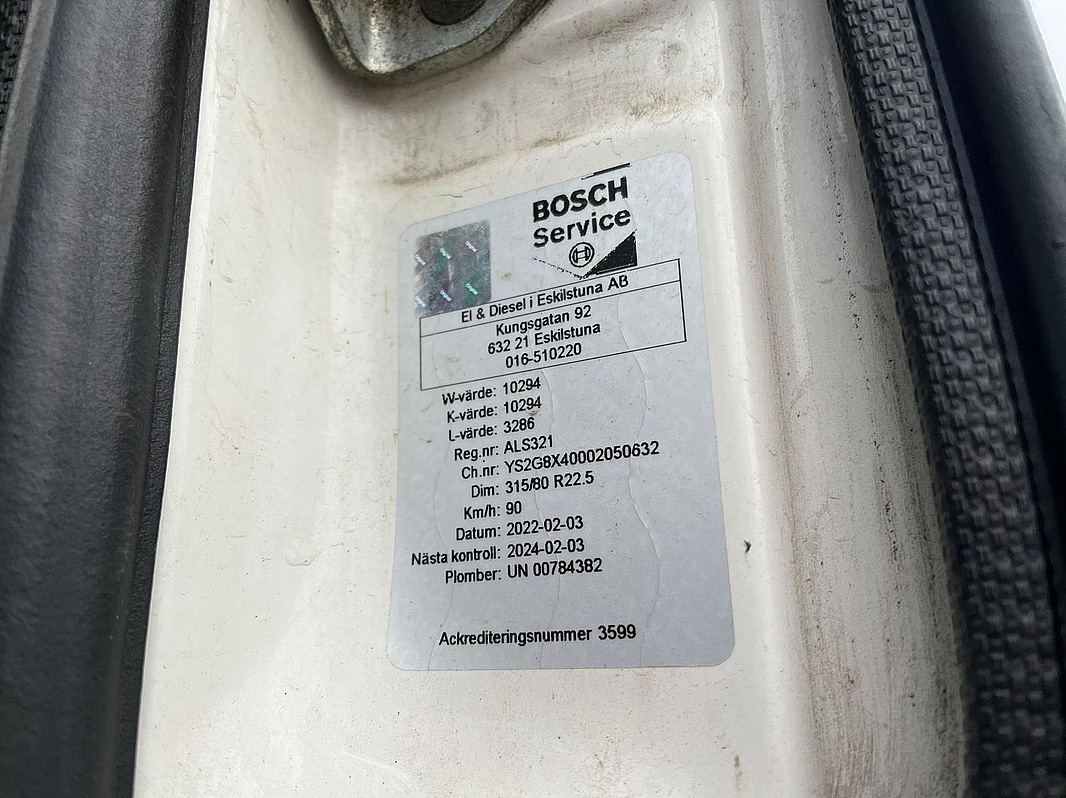 BOSCH
Service
El & Diesel i Eskilstuna AB
Kungsgatan 92
632 21 Eskilstuna
016-510220
W-värde: 10294
K-värde: 10294
L-värde: 3286
Reg.nr: ALS321
Ch.nr: YS2G8X40002050632
Dim: 315/80 R22.5
Km/h: 90
Datum: 2022-02-03
Nästa kontroll: 2024-02-03
Plomber: UN 00784382
Ackrediteringsnummer 3599